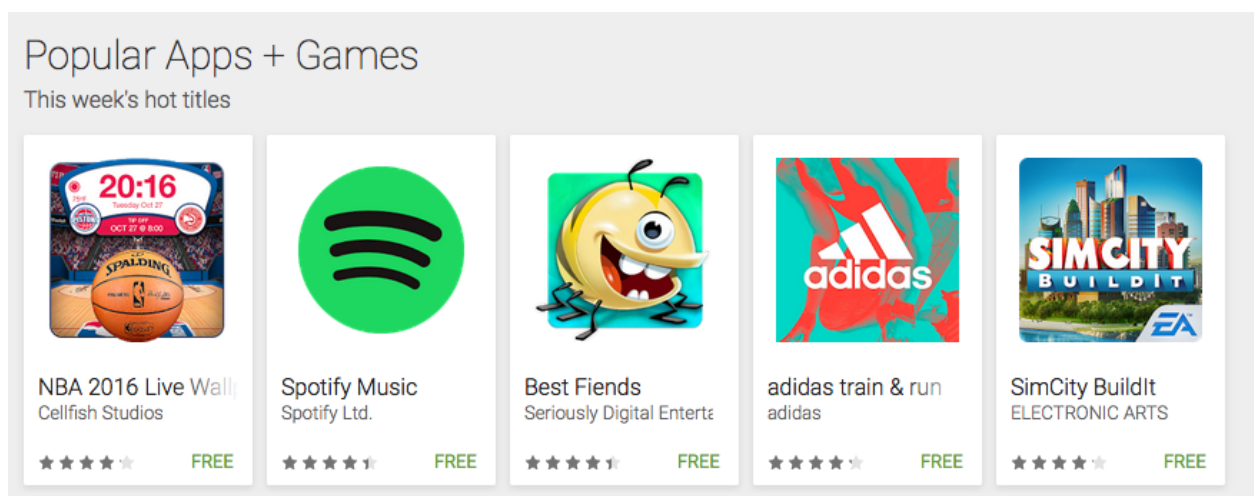 Popular Apps + Games
This week's hot titles
20:16
Tuesday Oct 27
TIP OFF
OCT 27 @ 8:00
SPALDING
adidas
SIMCITY
BUILDIT
EA
NBA 2016 Live
Cellfish Studios
FREE
Spotify Music
Spotify Ltd.
FREE
Best Fiends
Seriously Digital
FREE
adidas train & run
adidas
FREE
SimCity BuildIt
ELECTRONIC ARTS
FREE